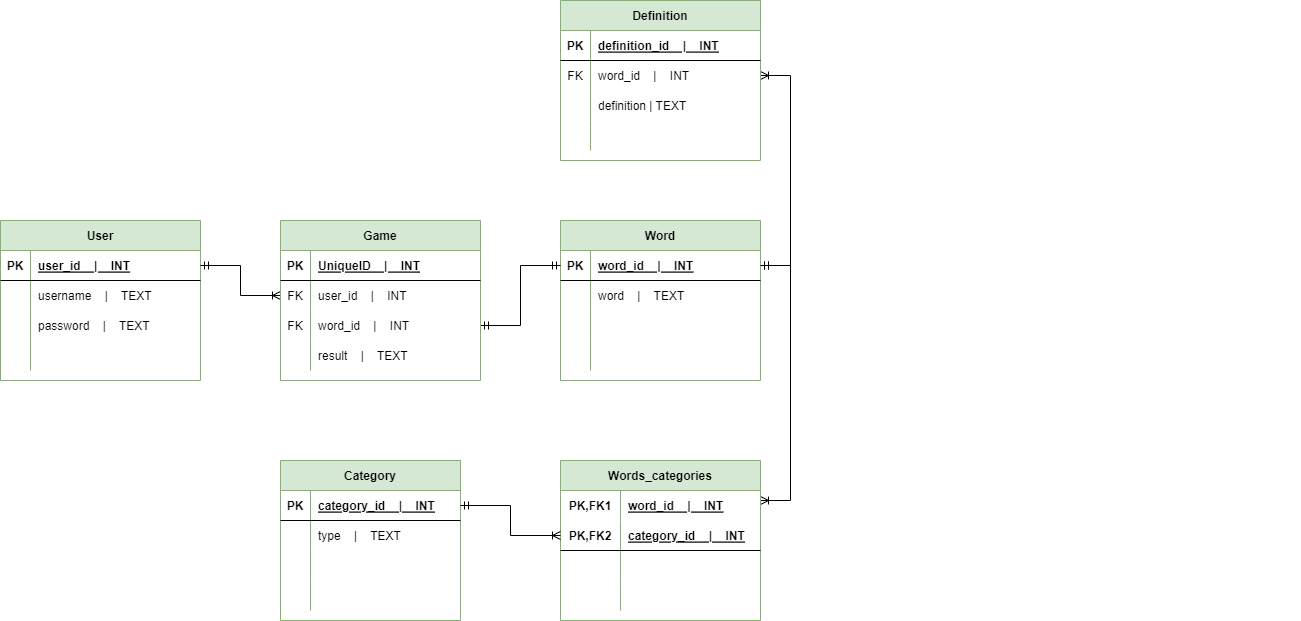 Definition
PK definition_id | INT
FK word_id | INT
definition | TEXT
User
PK user_id | INT
username | TEXT
password | TEXT
Game
PK UniqueID | INT
FK user_id | INT
FK word_id | INT
result | TEXT
Word
PK word_id | INT
word | TEXT
Category
PK category_id | INT
type | TEXT
Words_categories
PK,FK1 word_id | INT
PK,FK2 category_id | INT